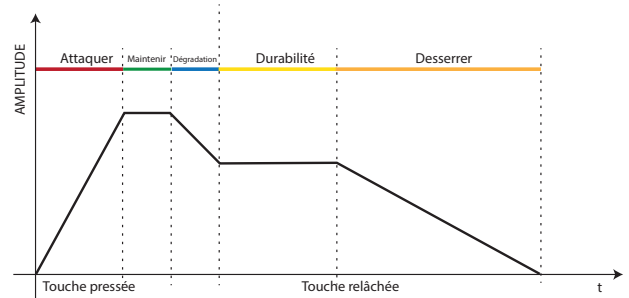 Attaquer
Maintenir
Dégradation
Durabilité
Desserrer
AMPLITUDE
Touche pressée
Touche relâchée
t